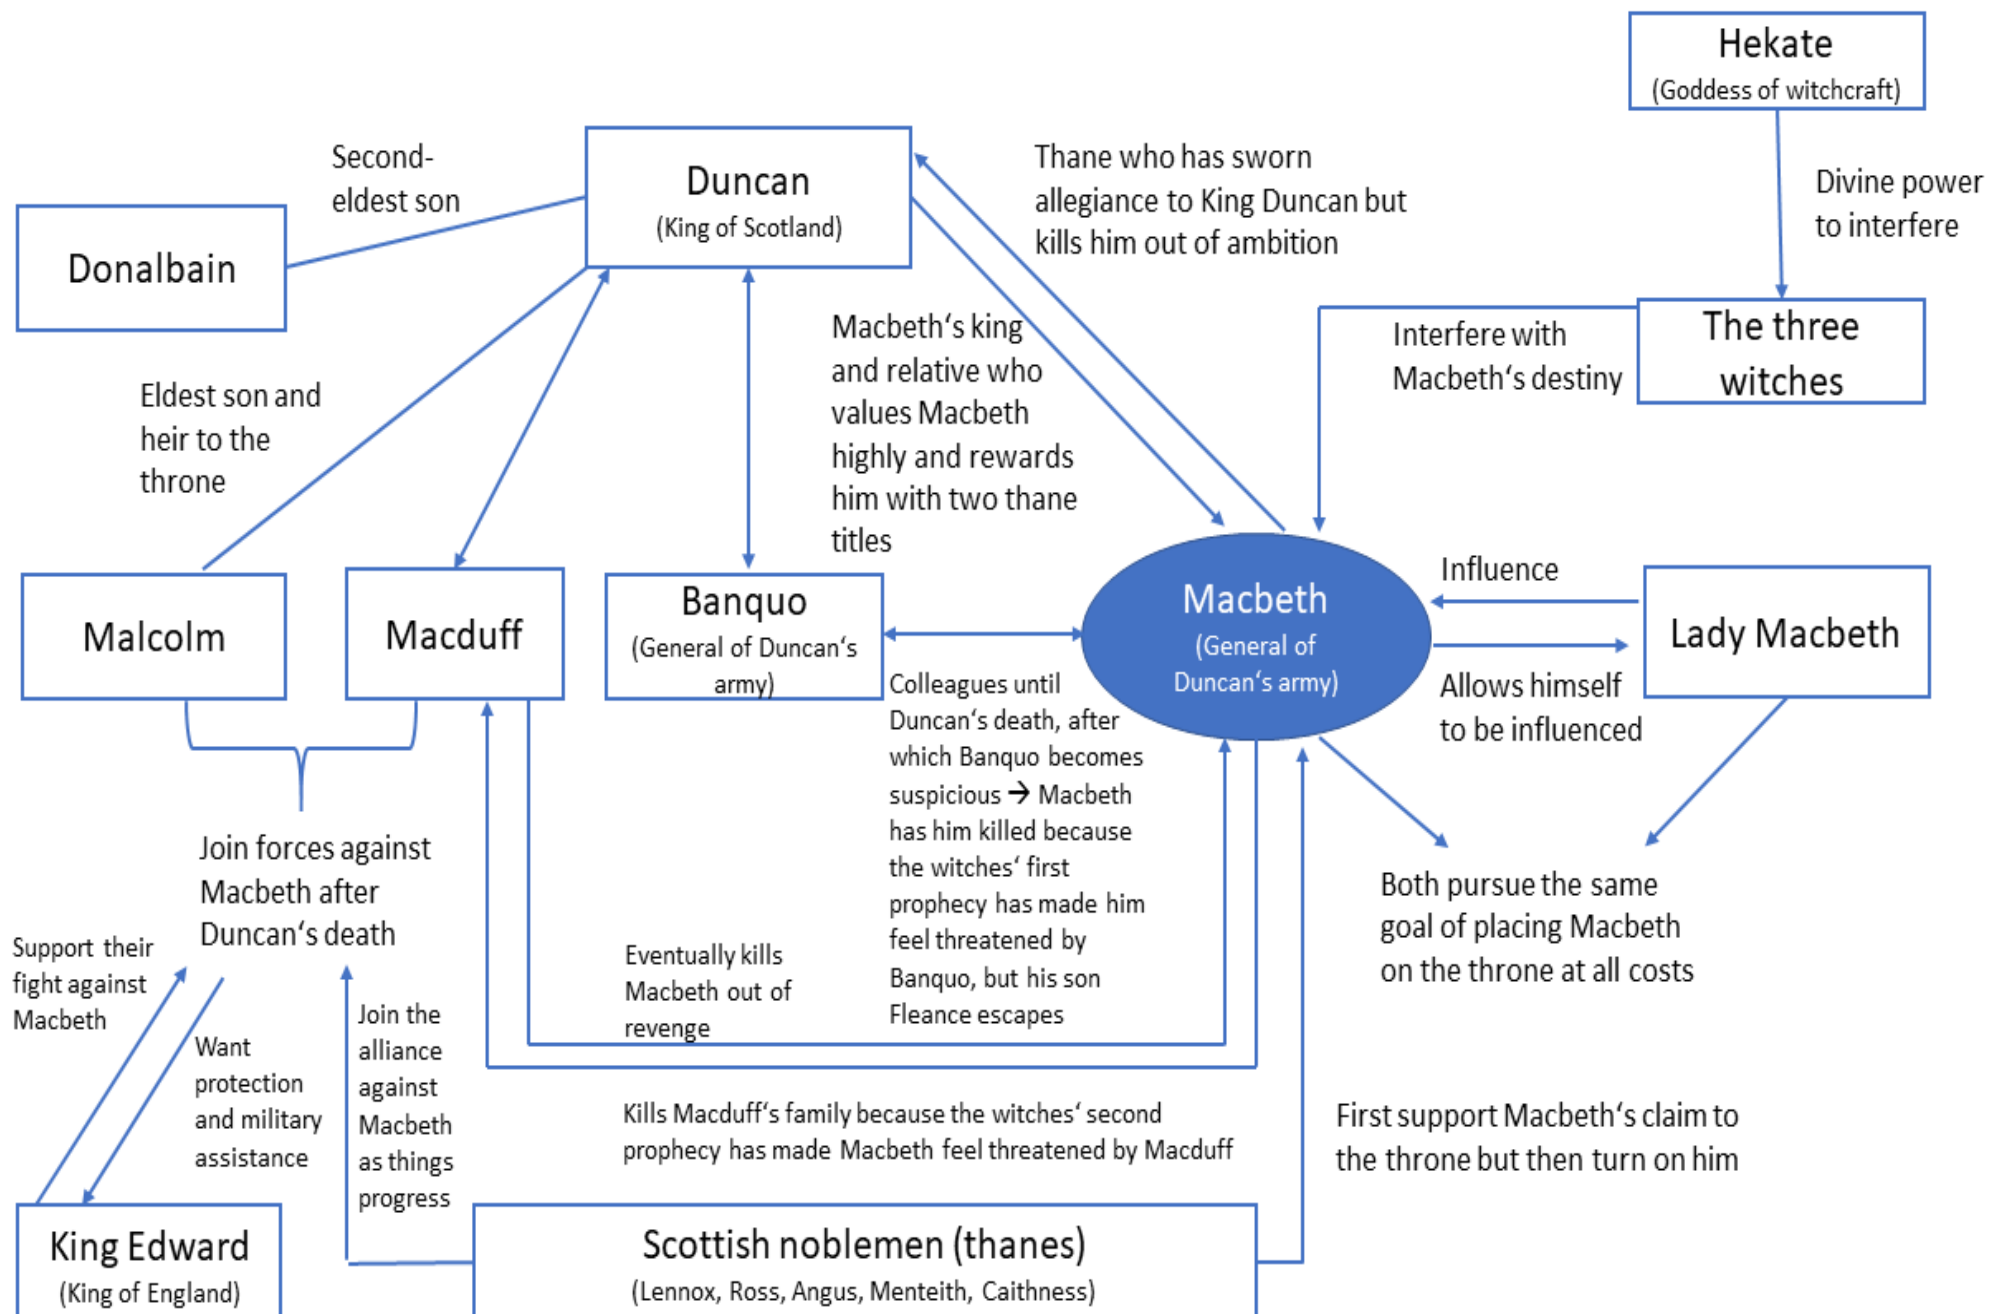 Hekate
(Goddess of witchcraft)
Second-
eldest son
Duncan
(King of Scotland)
Thane who has sworn
allegiance to King Duncan but
kills him out of ambition
Divine power
to interfere
Donalbain
Macbeth‘s king
and relative who
values Macbeth
highly and rewards
him with two thane
titles
Interfere with
Macbeth‘s destiny
The three
witches
Eldest son and
heir to the
throne
Malcolm
Macduff
Banquo
(General of Duncan‘s
army)
Macbeth
(General of
Duncan‘s army)
Influence
Lady Macbeth
Allows himself
to be influenced
Colleagues until
Duncan‘s death, after
which Banquo becomes
suspicious → Macbeth
has him killed because
the witches‘ first
prophecy has made him
feel threatened by
Banquo, but his son
Fleance escapes
Join forces against
Macbeth after
Duncan‘s death
Both pursue the same
goal of placing Macbeth
on the throne at all costs
Support their
fight against
Macbeth
Want
protection
and military
assistance
Join the
alliance
against
Macbeth
as things
progress
Eventually kills
Macbeth out of
revenge
Kills Macduff‘s family because the witches‘ second
prophecy has made Macbeth feel threatened by Macduff
First support Macbeth‘s claim to
the throne but then turn on him
King Edward
(King of England)
Scottish noblemen (thanes)
(Lennox, Ross, Angus, Menteith, Caithness)